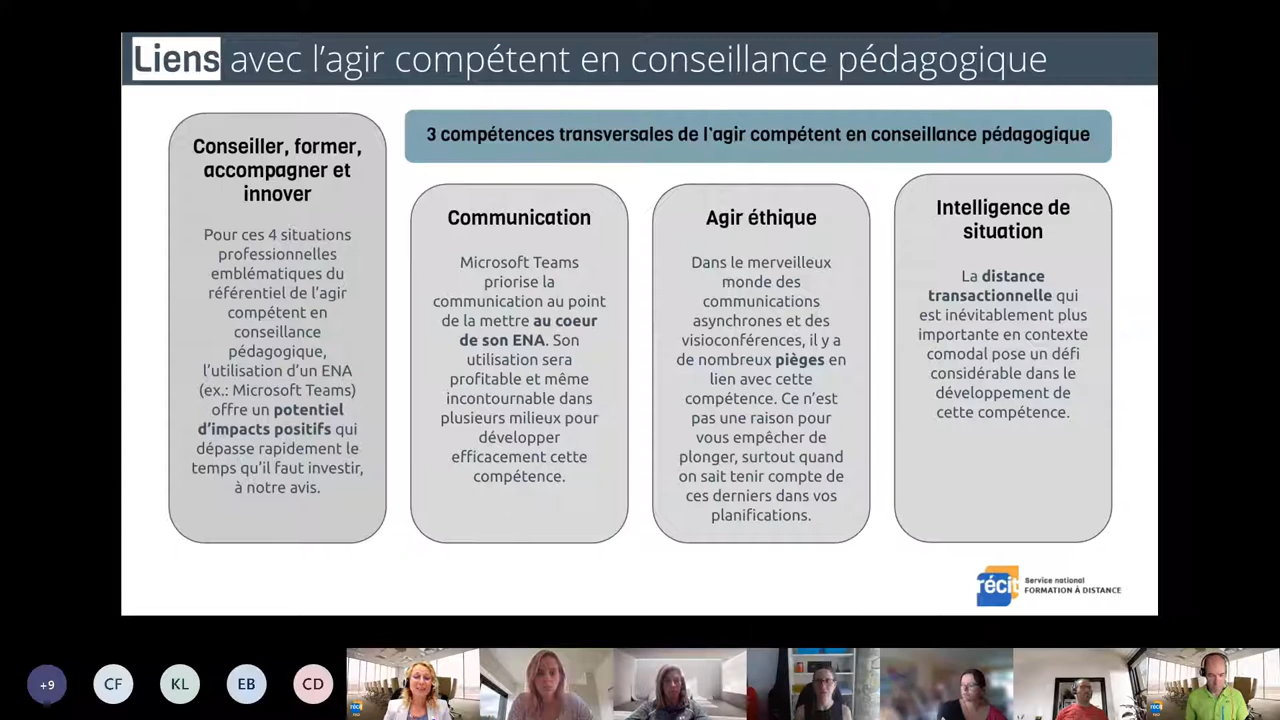 Liens avec l'agir compétent en conseillance pédagogique
Conseiller, former,
accompagner et
innover
Pour ces 4 situations
professionnelles
emblématiques du
référentiel de l'agir
compétent en
conseillance
pédagogique,
l'utilisation d'un ENA
(ex.: Microsoft Teams)
offre un potentiel
d'impacts positifs qui
dépasse rapidement le
temps qu'il faut investir,
à notre avis.
3 compétences transversales de l'agir compétent en conseillance pédagogique
Communication
Microsoft Teams
priorise la
communication au point
de la mettre au coeur
de son ENA. Son
utilisation sera
profitable et même
incontournable dans
plusieurs milieux pour
développer
efficacement cette
compétence.
Agir éthique
Dans le merveilleux
monde des
communications
asynchrones et des
visioconférences, il y a
de nombreux pièges en
lien avec cette
compétence. Ce n'est
pas une raison pour
vous empêcher de
plonger, surtout quand
on sait tenir compte de
ces derniers dans vos
planifications.
Intelligence de
situation
La distance
transactionnelle qui
est inévitablement plus
importante en contexte
comodal pose un défi
considérable dans le
développement de
cette compétence.
récit
Service national
FORMATION À DISTANCE
+9
CF
KL
EB
CD
récit
récit